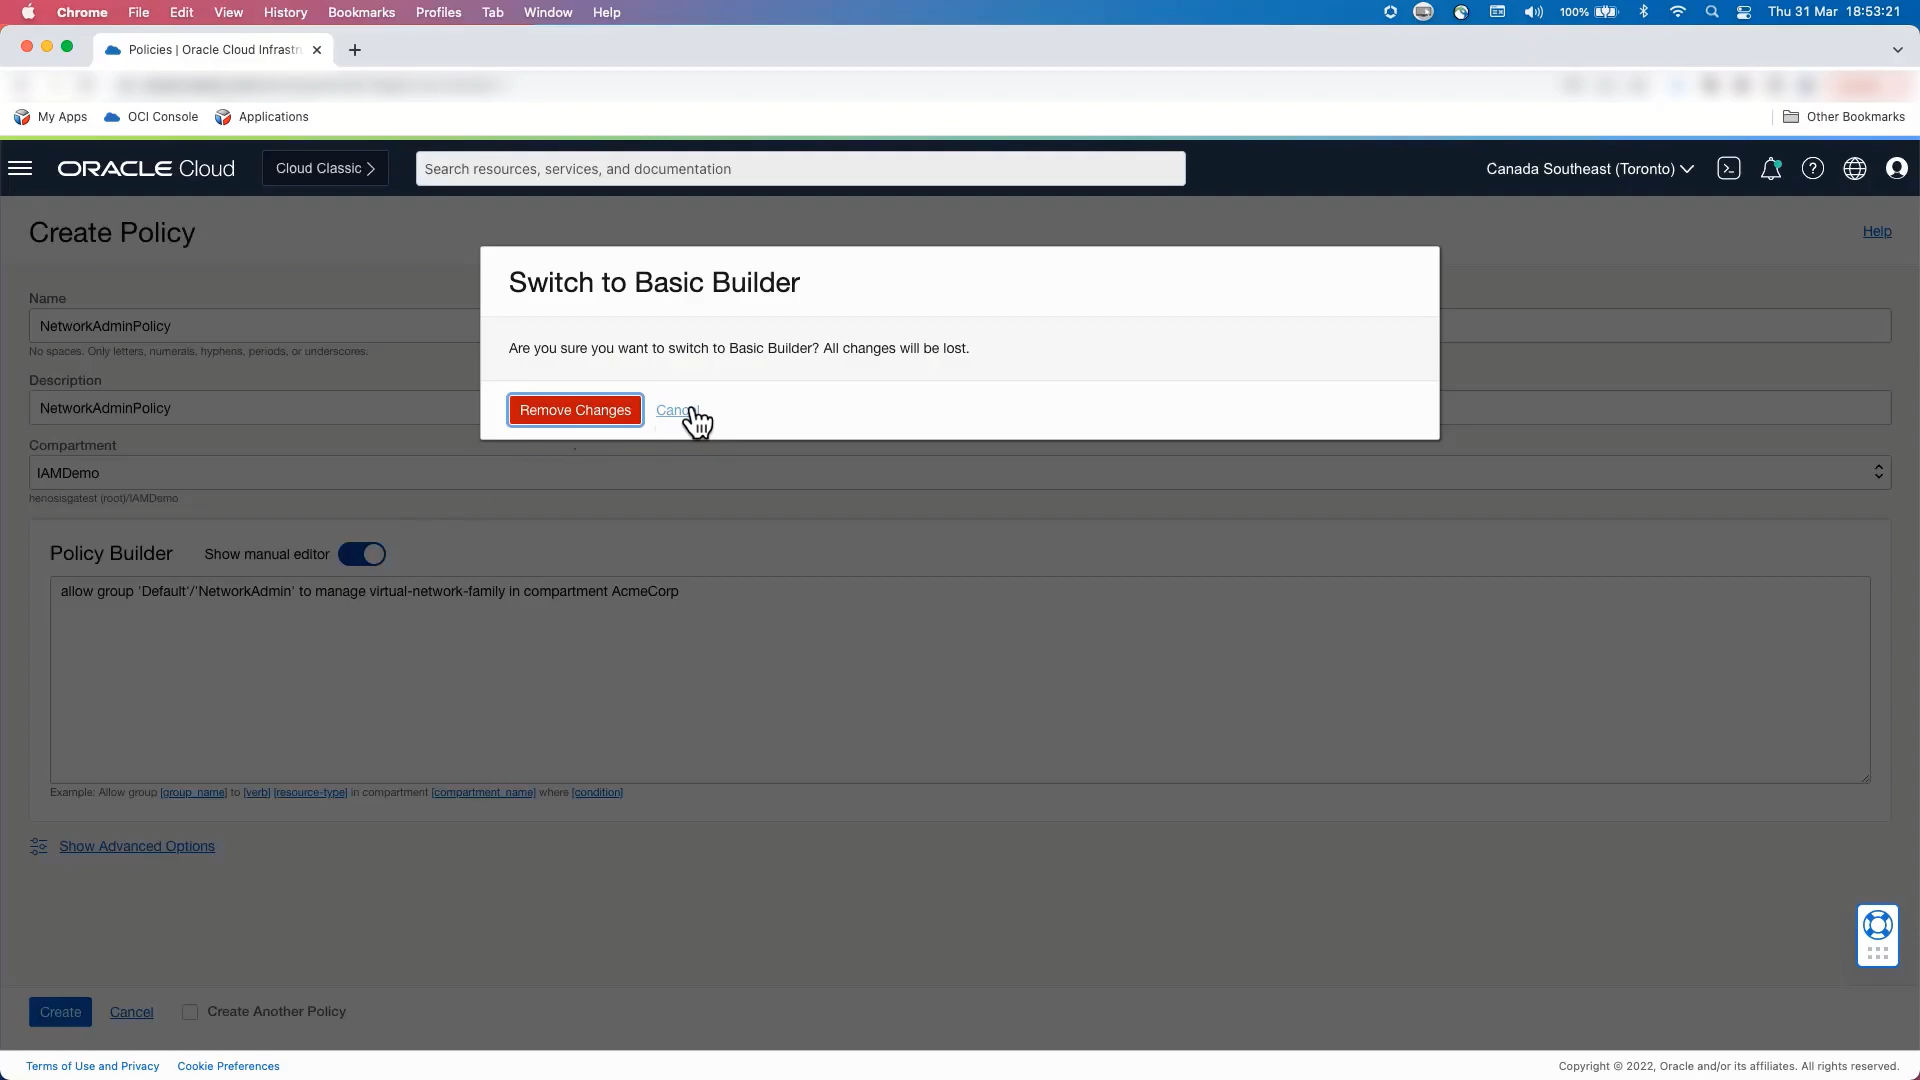 Chrome File Edit View History Bookmarks Profiles Tab Window Help 100% Thu 31 Mar 18:53:21
Policies | Oracle Cloud Infrastr
My Apps OCI Console Applications Other Bookmarks
ORACLE Cloud Cloud Classic Search resources, services, and documentation Canada Southeast (Toronto)
Create Policy Help
Switch to Basic Builder
Are you sure you want to switch to Basic Builder? All changes will be lost.
Remove Changes
Name
NetworkAdminPolicy
No spaces. Only letters, numerals, hyphens, periods, or underscores.
Description
NetworkAdminPolicy
Compartment
IAMDemo
henosisgatest (root)/IAMDemo
Policy Builder Show manual editor
allow group 'Default'/'NetworkAdmin' to manage virtual-network-family in compartment AcmeCorp
Example: Allow group [group_name] to [verb] [resource-type] in compartment [compartment_name] where [condition]
Show Advanced Options
Create Cancel Create Another Policy
Terms of Use and Privacy Cookie Preferences Copyright © 2022, Oracle and/or its affiliates. All rights reserved.